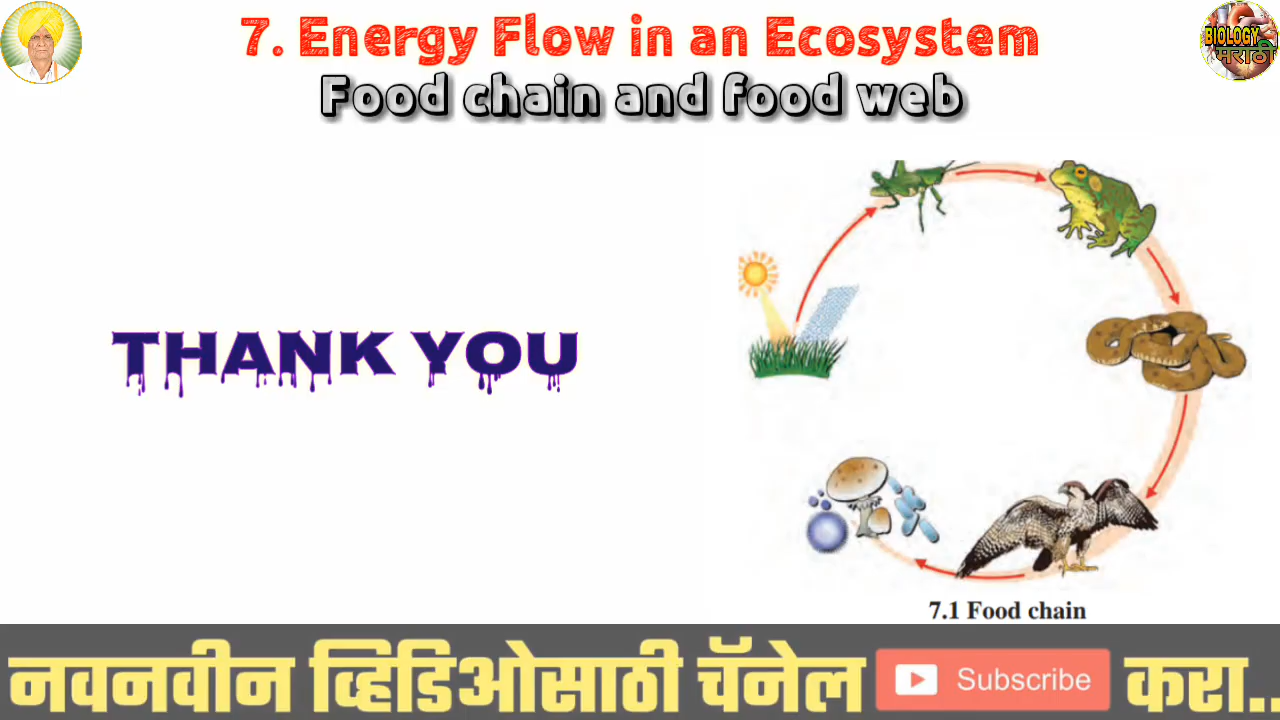 7. Energy Flow in an Ecosystem
Food chain and food web
BIOLOGY
मराठी
THANK YOU
7.1 Food chain
नवनवीन व्हिडिओसाठी चॅनेल Subscribe करा..